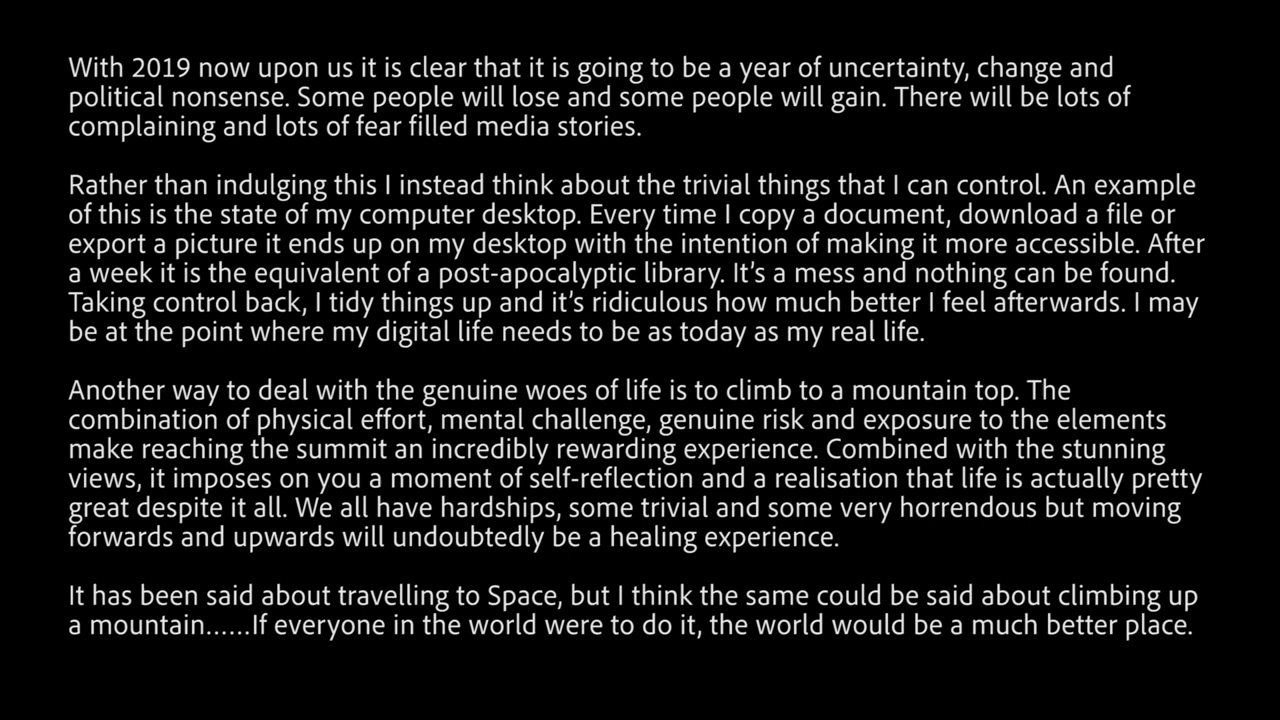 With 2019 now upon us it is clear that it is going to be a year of uncertainty, change and
political nonsense. Some people will lose and some people will gain. There will be lots of
complaining and lots of fear filled media stories.
Rather than indulging this I instead think about the trivial things that I can control. An example
of this is the state of my computer desktop. Every time I copy a document, download a file or
export a picture it ends up on my desktop with the intention of making it more accessible. After
a week it is the equivalent of a post-apocalyptic library. It’s a mess and nothing can be found.
Taking control back, I tidy things up and it’s ridiculous how much better I feel afterwards. I may
be at the point where my digital life needs to be as today as my real life.
Another way to deal with the genuine woes of life is to climb to a mountain top. The
combination of physical effort, mental challenge, genuine risk and exposure to the elements
make reaching the summit an incredibly rewarding experience. Combined with the stunning
views, it imposes on you a moment of self-reflection and a realisation that life is actually pretty
great despite it all. We all have hardships, some trivial and some very horrendous but moving
forwards and upwards will undoubtedly be a healing experience.
It has been said about travelling to Space, but I think the same could be said about climbing up
a mountain......If everyone in the world were to do it, the world would be a much better place.